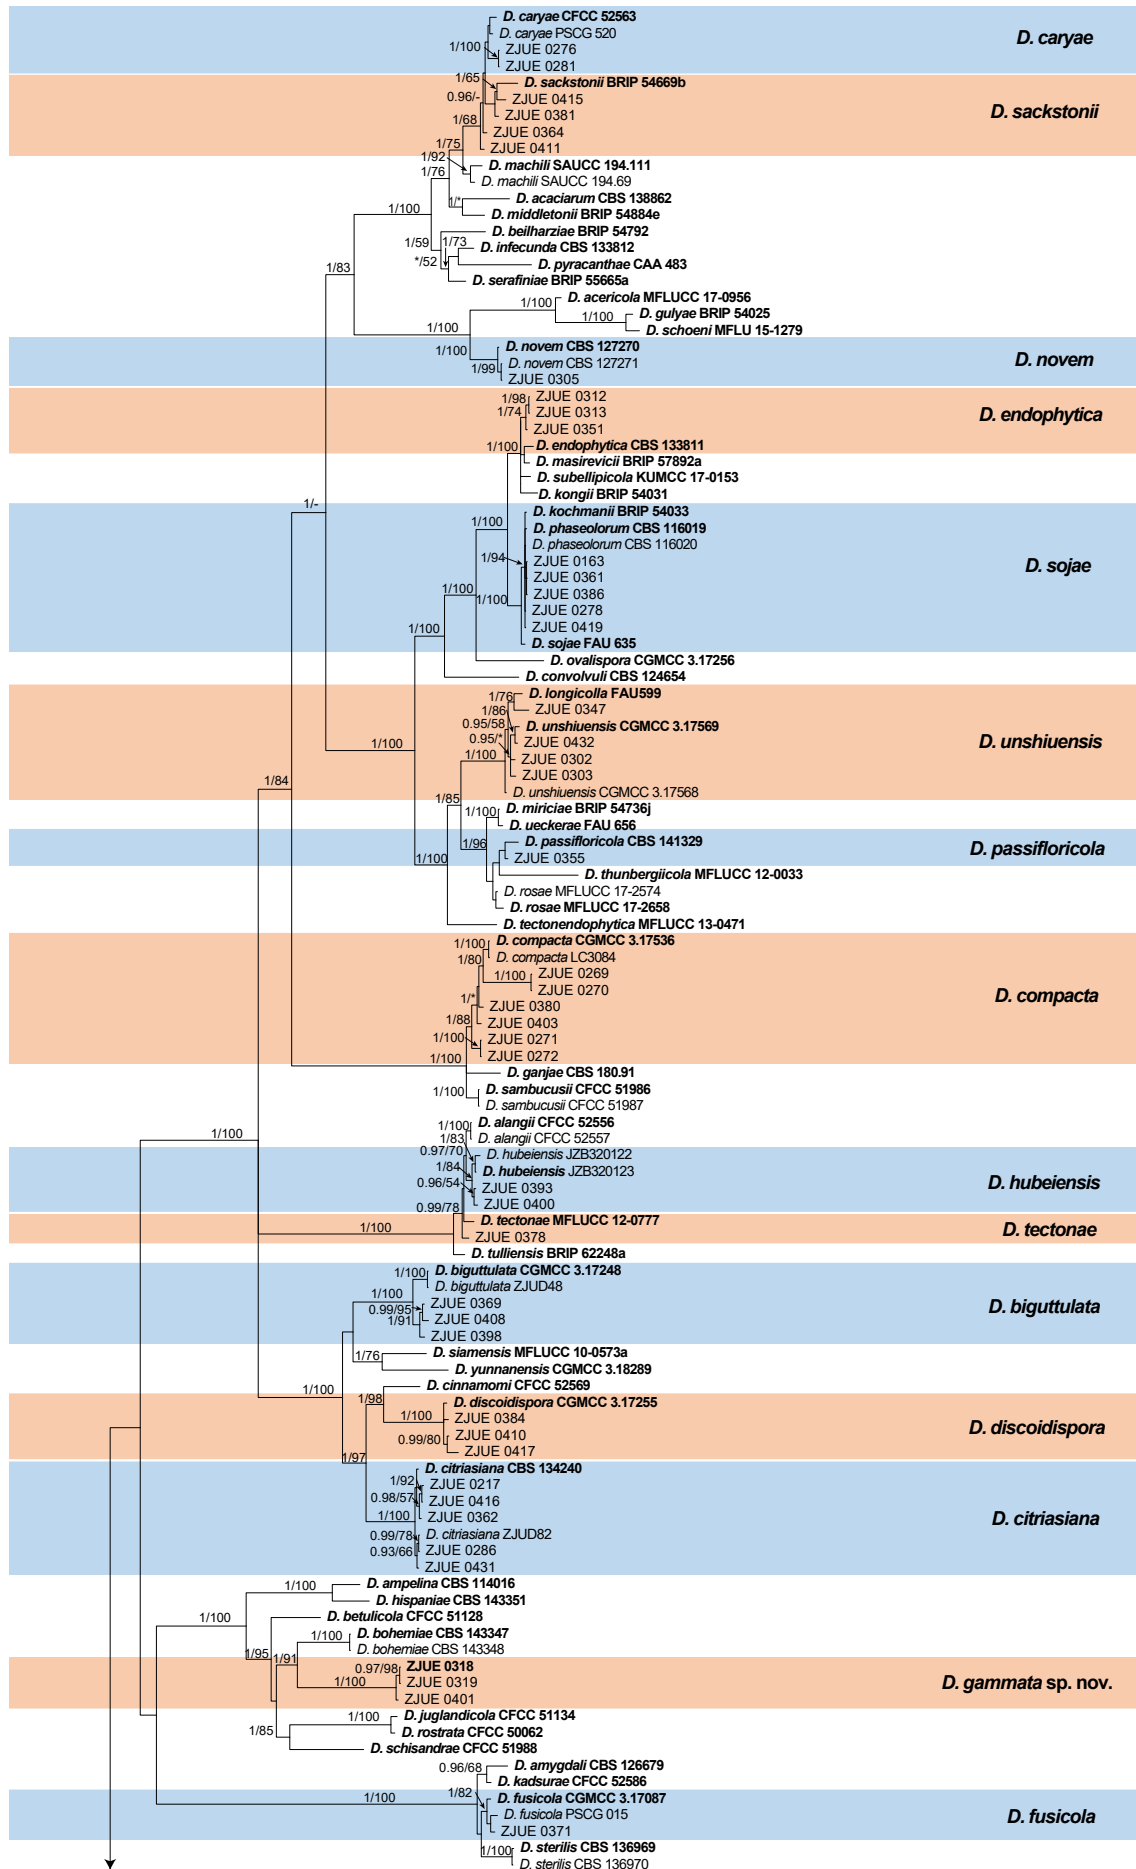 D. caryae CFCC 52563
D. caryae PSCG 520
D. caryae
1/100
ZJUE 0276
ZJUE 0281
1/65
D. sackstonii BRIP 54669b
0.96/-
ZJUE 0415
D. sackstonii
ZJUE 0381
1/68
ZJUE 0364
1/75
ZJUE 0411
1/92
D. machili SAUCC 194.111
1/76
D. machili SAUCC 194.69
1/*
D. acaciarum CBS 138862
1/100
D. middletonii BRIP 54884e
D. beilharziae BRIP 54792
1/59
1/73
D. infecunda CBS 133812
*/52
D. pyracanthae CAA 483
1/83
D. serafiniae BRIP 55665a
D. acericola MFLUCC 17-0956
1/100
D. gulyae BRIP 54025
1/100
1/100
D. schoeni MFLU 15-1279
D. novem CBS 127270
1/100
D. novem CBS 127271
D. novem
1/99
ZJUE 0305
1/98
ZJUE 0312
1/74
ZJUE 0313
D. endophytica
ZJUE 0351
1/100
D. endophytica CBS 133811
D. masirevicii BRIP 57892a
D. subellipicola KUMCC 17-0153
D. kongii BRIP 54031
1/-
D. kochmanii BRIP 54033
1/100
D. phaseolorum CBS 116019
D. phaseolorum CBS 116020
1/94
ZJUE 0163
D. sojae
ZJUE 0361
1/100
ZJUE 0386
1/100
ZJUE 0278
1/100
ZJUE 0419
D. sojae FAU 635
D. ovalispora CGMCC 3.17256
D. convolvuli CBS 124654
1/76
D. longicolla FAU599
1/86
ZJUE 0347
0.95/58
D. unshiuensis CGMCC 3.17569
0.95/*
ZJUE 0432
D. unshiuensis
1/100
1/100
ZJUE 0302
ZJUE 0303
1/84
D. unshiuensis CGMCC 3.17568
1/85
1/100
D. miriciae BRIP 54736j
D. ueckerae FAU 656
1/96
D. passifloricola CBS 141329
D. passifloricola
1/100
ZJUE 0355
D. thunbergiicola MFLUCC 12-0033
D. rosae MFLUCC 17-2574
D. rosae MFLUCC 17-2658
D. tectonendophytica MFLUCC 13-0471
1/100
D. compacta CGMCC 3.17536
1/80
D. compacta LC3084
1/100
ZJUE 0269
ZJUE 0270
D. compacta
1/*
ZJUE 0380
1/88
ZJUE 0403
1/100
ZJUE 0271
ZJUE 0272
1/100
D. ganjae CBS 180.91
1/100
D. sambucusii CFCC 51986
D. sambucusii CFCC 51987
1/100
D. alangii CFCC 52556
1/100
1/83
D. alangii CFCC 52557
0.97/70
D. hubeiensis JZB320122
1/84
D. hubeiensis JZB320123
D. hubeiensis
0.96/54
ZJUE 0393
ZJUE 0400
0.99/78
D. tectonae MFLUCC 12-0777
D. tectonae
1/100
ZJUE 0378
D. tulliensis BRIP 62248a
1/100
D. biguttulata CGMCC 3.17248
D. biguttulata ZJUD48
1/100
0.99/95
ZJUE 0369
D. biguttulata
1/91
ZJUE 0408
ZJUE 0398
1/76
D. siamensis MFLUCC 10-0573a
D. yunnanensis CGMCC 3.18289
1/100
D. cinnamomi CFCC 52569
1/98
D. discoidispora CGMCC 3.17255
1/100
ZJUE 0384
D. discoidispora
0.99/80
ZJUE 0410
1/97
ZJUE 0417
D. citriasiana CBS 134240
1/92
ZJUE 0217
0.98/57
ZJUE 0416
1/100
ZJUE 0362
D. citriasiana
0.99/78
D. citriasiana ZJUD82
0.93/66
ZJUE 0286
ZJUE 0431
1/100
D. ampelina CBS 114016
D. hispaniae CBS 143351
1/100
D. betulicola CFCC 51128
1/100
D. bohemiae CBS 143347
1/95
1/91
D. bohemiae CBS 143348
0.97/98
ZJUE 0318
1/100
ZJUE 0319
D. gammata sp. nov.
ZJUE 0401
1/100
D. juglandicola CFCC 51134
1/85
D. rostrata CFCC 50062
D. schisandrae CFCC 51988
0.96/68
D. amygdali CBS 126679
D. kadsurae CFCC 52586
1/100
1/82
D. fusicola CGMCC 3.17087
D. fusicola PSCG 015
D. fusicola
ZJUE 0371
1/100
D. sterilis CBS 136969
D. sterilis CBS 136970